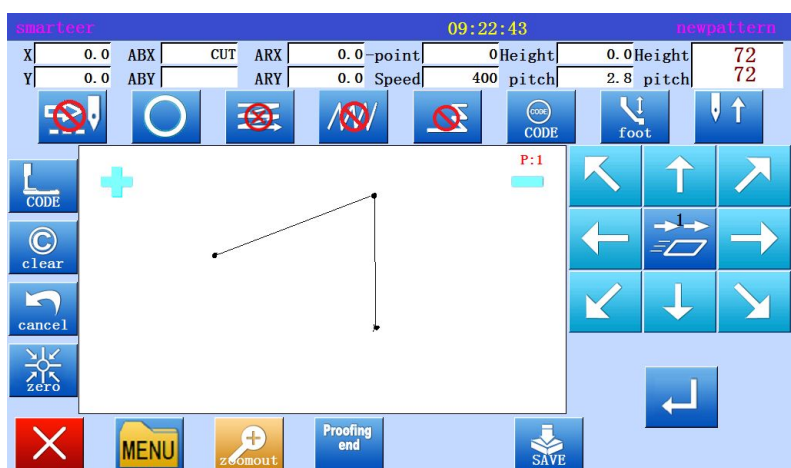 smarteer 09:22:43 newpattern
X 0.0 ABX CUT ARX 0.0 -point 0 Height 0.0 Height 72
Y 0.0 ABY ARY 0.0 Speed 400 pitch 2.8 pitch 72
CODE
CODE foot
P:1
CODE
1
clear
cancel
zero
MENU
zoomout
Proofing
end
SAVE